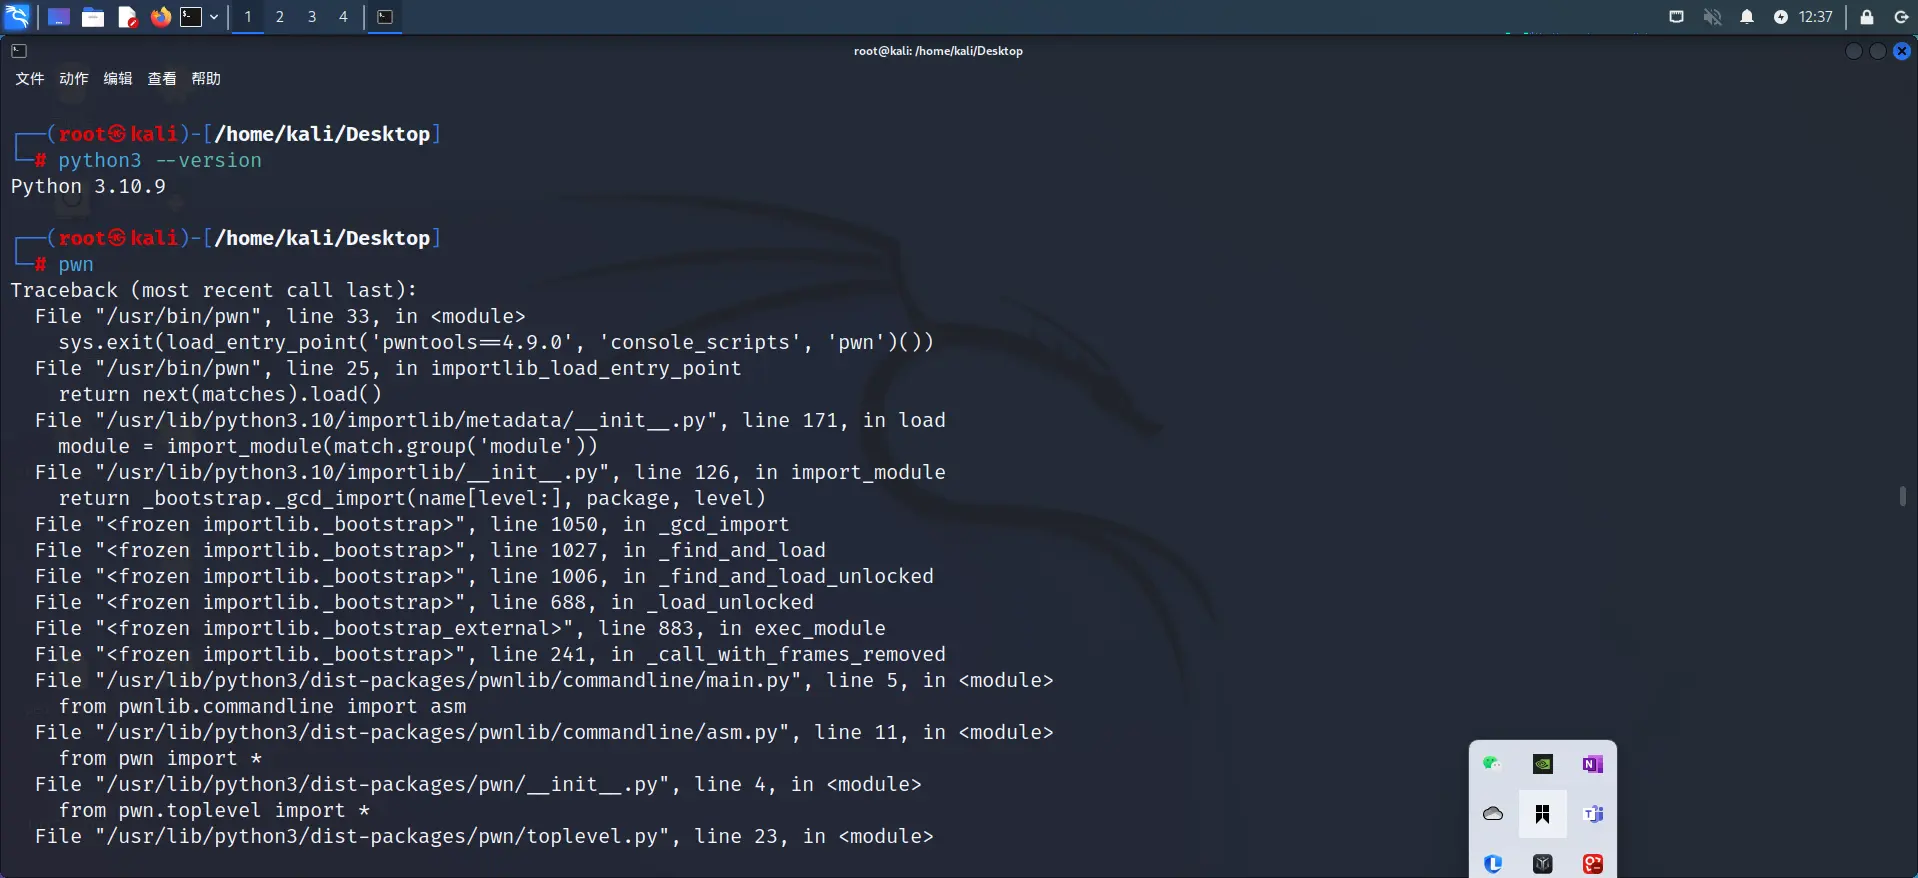 1 2 3 4
12:37
root@kali: /home/kali/Desktop
文件 动作 编辑 查看 帮助
┌──(root㉿kali)-[/home/kali/Desktop]
└─# python3 --version
Python 3.10.9
┌──(root㉿kali)-[/home/kali/Desktop]
└─# pwn
Traceback (most recent call last):
File "/usr/bin/pwn", line 33, in <module>
sys.exit(load_entry_point('pwntools==4.9.0', 'console_scripts', 'pwn')())
File "/usr/bin/pwn", line 25, in importlib_load_entry_point
return next(matches).load()
File "/usr/lib/python3.10/importlib/metadata/__init__.py", line 171, in load
module = import_module(match.group('module'))
File "/usr/lib/python3.10/importlib/__init__.py", line 126, in import_module
return _bootstrap._gcd_import(name[level:], package, level)
File "<frozen importlib._bootstrap>", line 1050, in _gcd_import
File "<frozen importlib._bootstrap>", line 1027, in _find_and_load
File "<frozen importlib._bootstrap>", line 1006, in _find_and_load_unlocked
File "<frozen importlib._bootstrap>", line 688, in _load_unlocked
File "<frozen importlib._bootstrap_external>", line 883, in exec_module
File "<frozen importlib._bootstrap>", line 241, in _call_with_frames_removed
File "/usr/lib/python3/dist-packages/pwnlib/commandline/main.py", line 5, in <module>
from pwnlib.commandline import asm
File "/usr/lib/python3/dist-packages/pwnlib/commandline/asm.py", line 11, in <module>
from pwn import *
File "/usr/lib/python3/dist-packages/pwn/__init__.py", line 4, in <module>
from pwn.toplevel import *
File "/usr/lib/python3/dist-packages/pwn/toplevel.py", line 23, in <module>